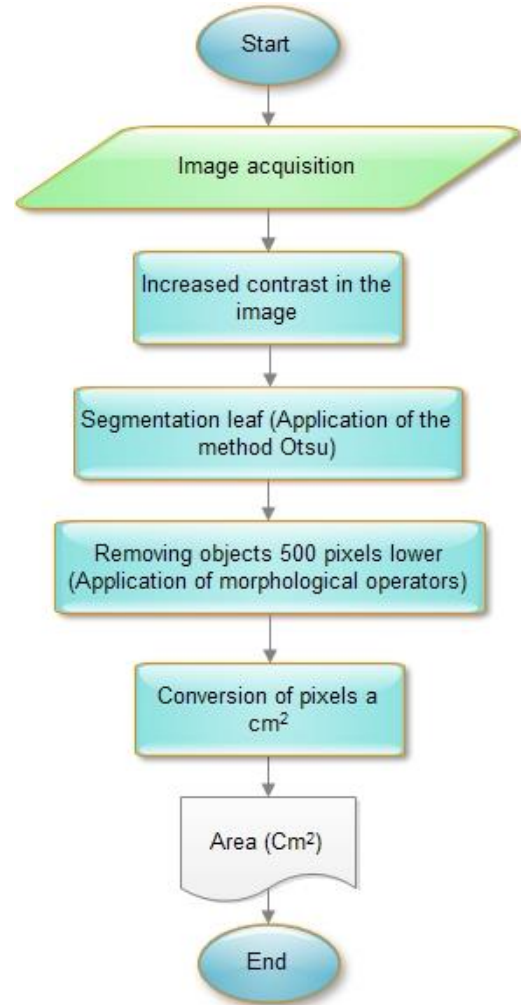 Start
Image acquisition
Increased contrast in the
image
Segmentation leaf (Application of the
method Otsu)
Removing objects 500 pixels lower
(Application of morphological operators)
Conversion of pixels a
cm²
Area (Cm²)
End